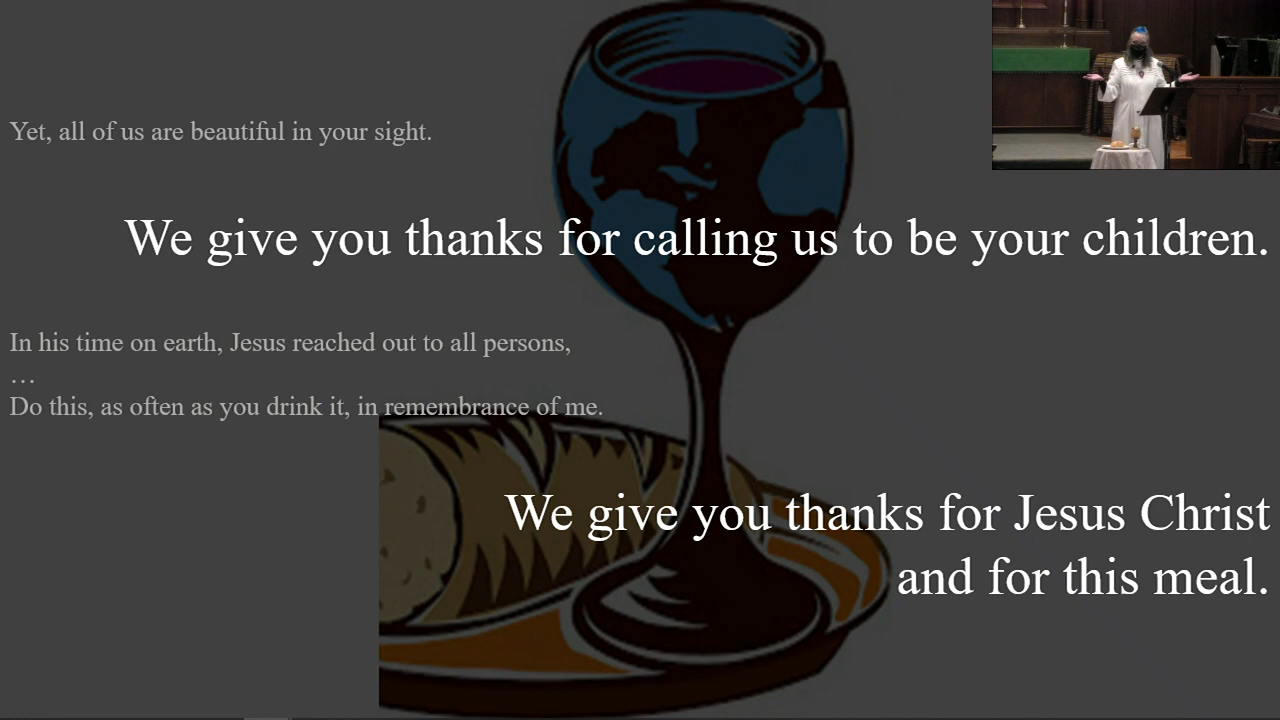 Yet, all of us are beautiful in your sight.
We give you thanks for calling us to be your children.
In his time on earth, Jesus reached out to all persons,
…
Do this, as often as you drink it, in remembrance of me.
We give you thanks for Jesus Christ
and for this meal.